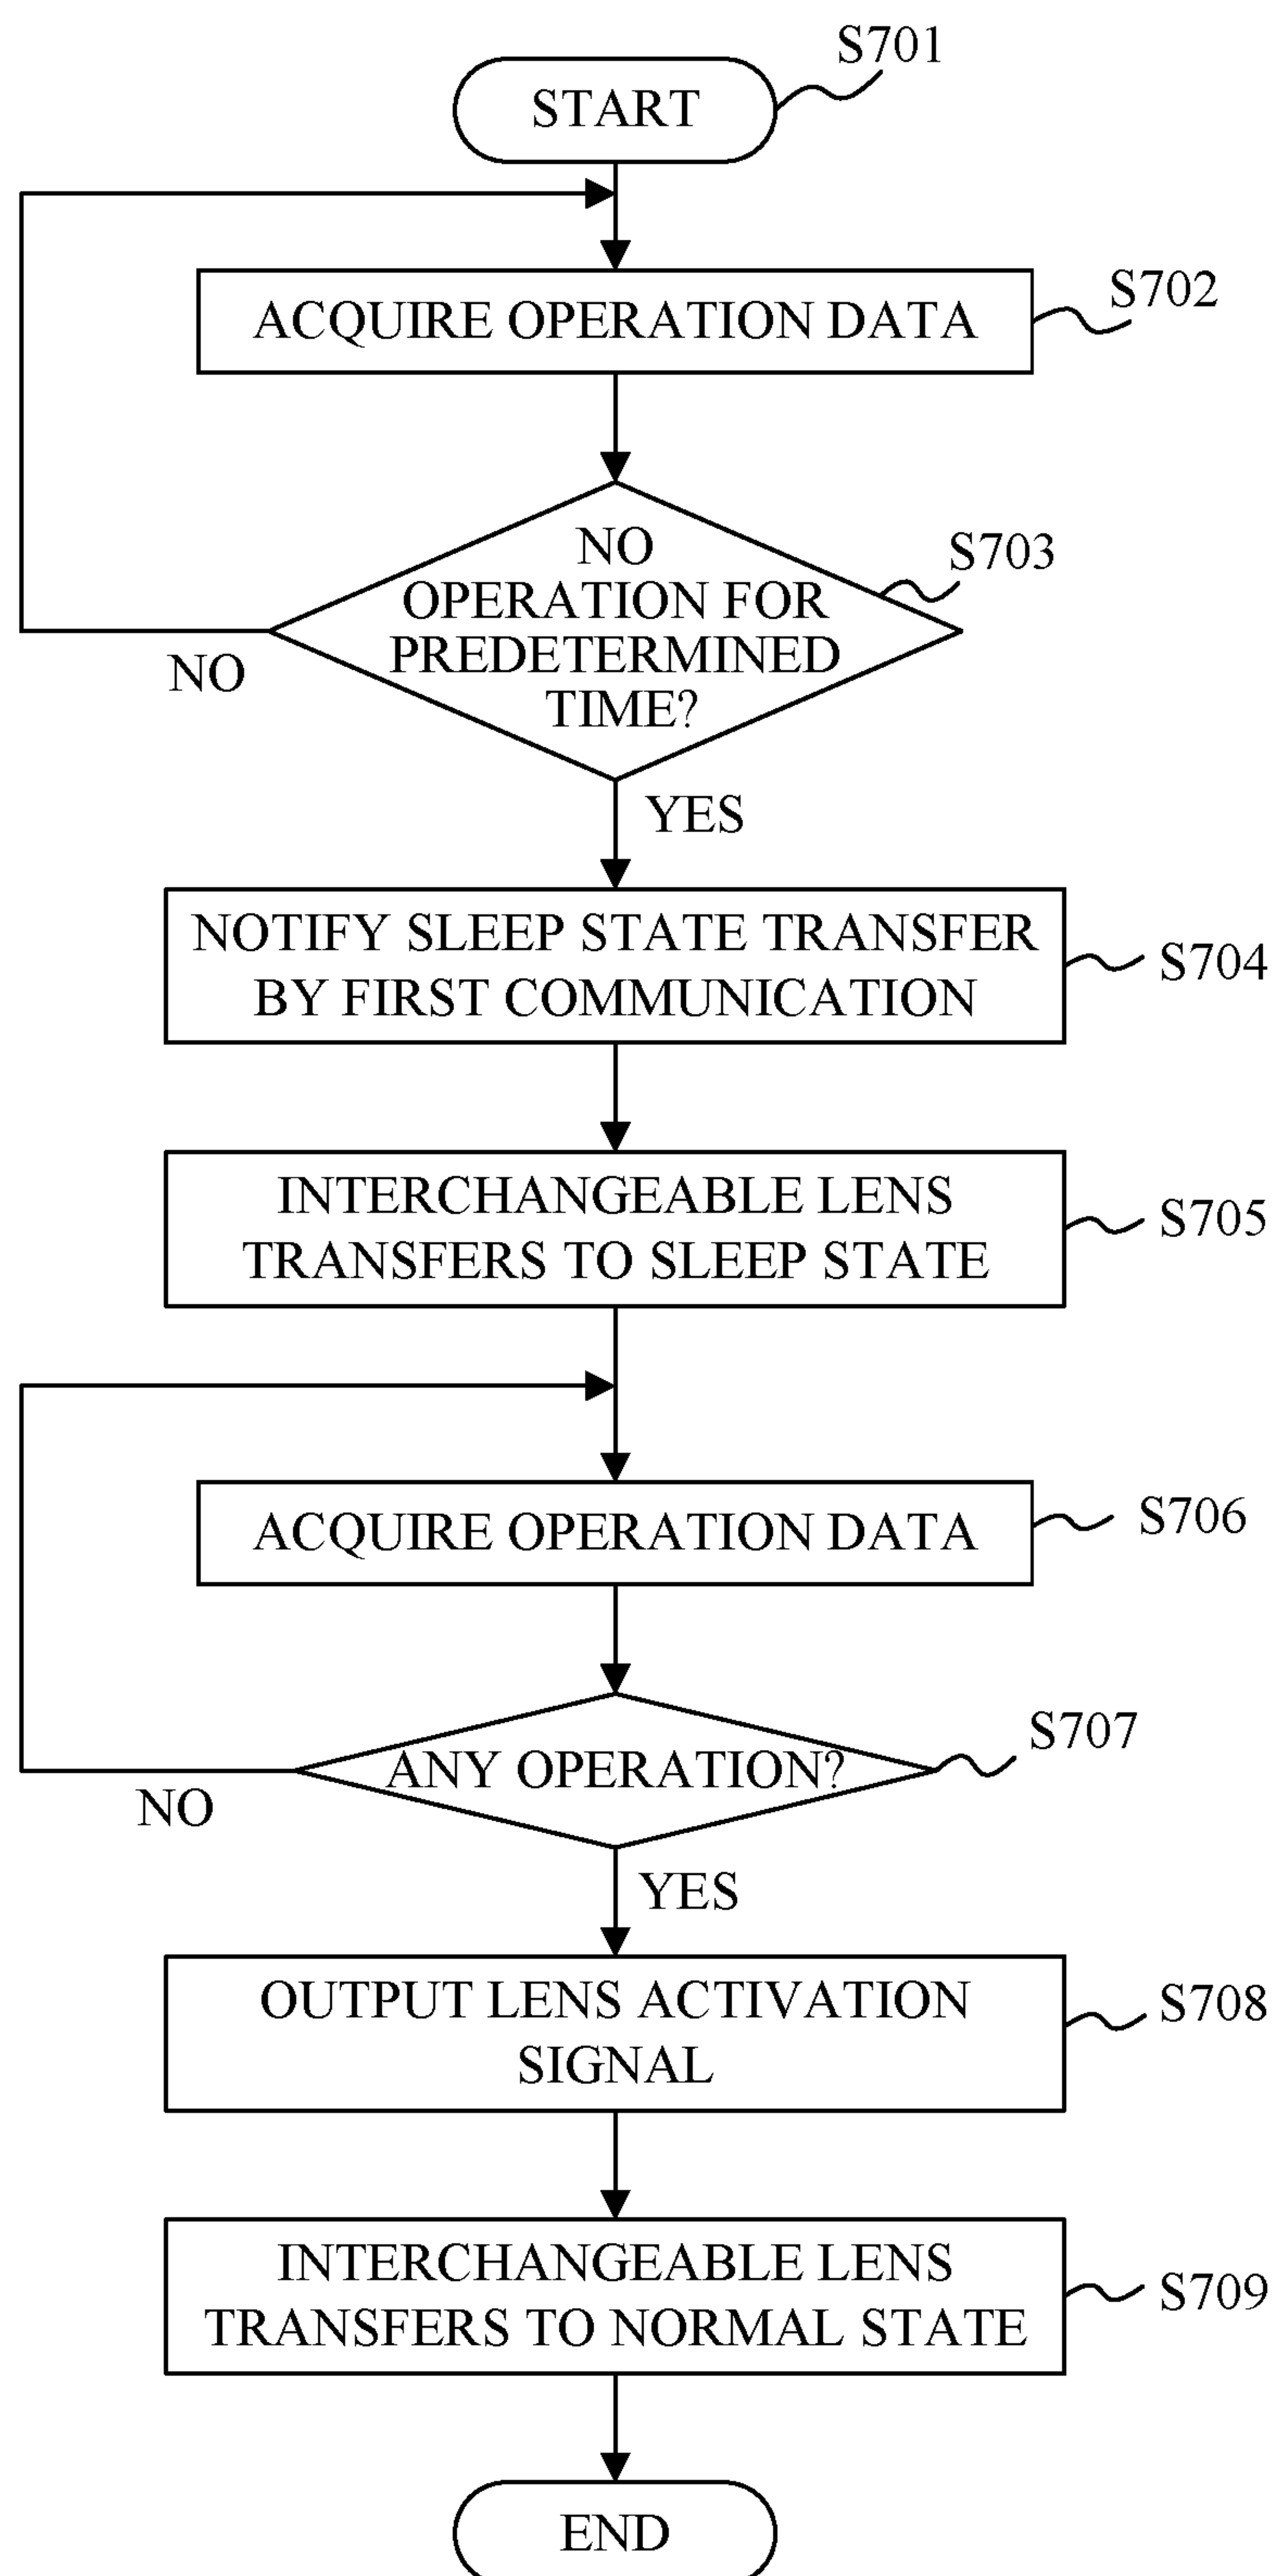 S701
START
ACQUIRE OPERATION DATA
S702
NO
OPERATION FOR
PREDETERMINED
TIME?
S703
NO
YES
NOTIFY SLEEP STATE TRANSFER
BY FIRST COMMUNICATION
S704
INTERCHANGEABLE LENS
TRANSFERS TO SLEEP STATE
S705
ACQUIRE OPERATION DATA
S706
ANY OPERATION?
S707
NO
YES
OUTPUT LENS ACTIVATION
SIGNAL
S708
INTERCHANGEABLE LENS
TRANSFERS TO NORMAL STATE
S709
END